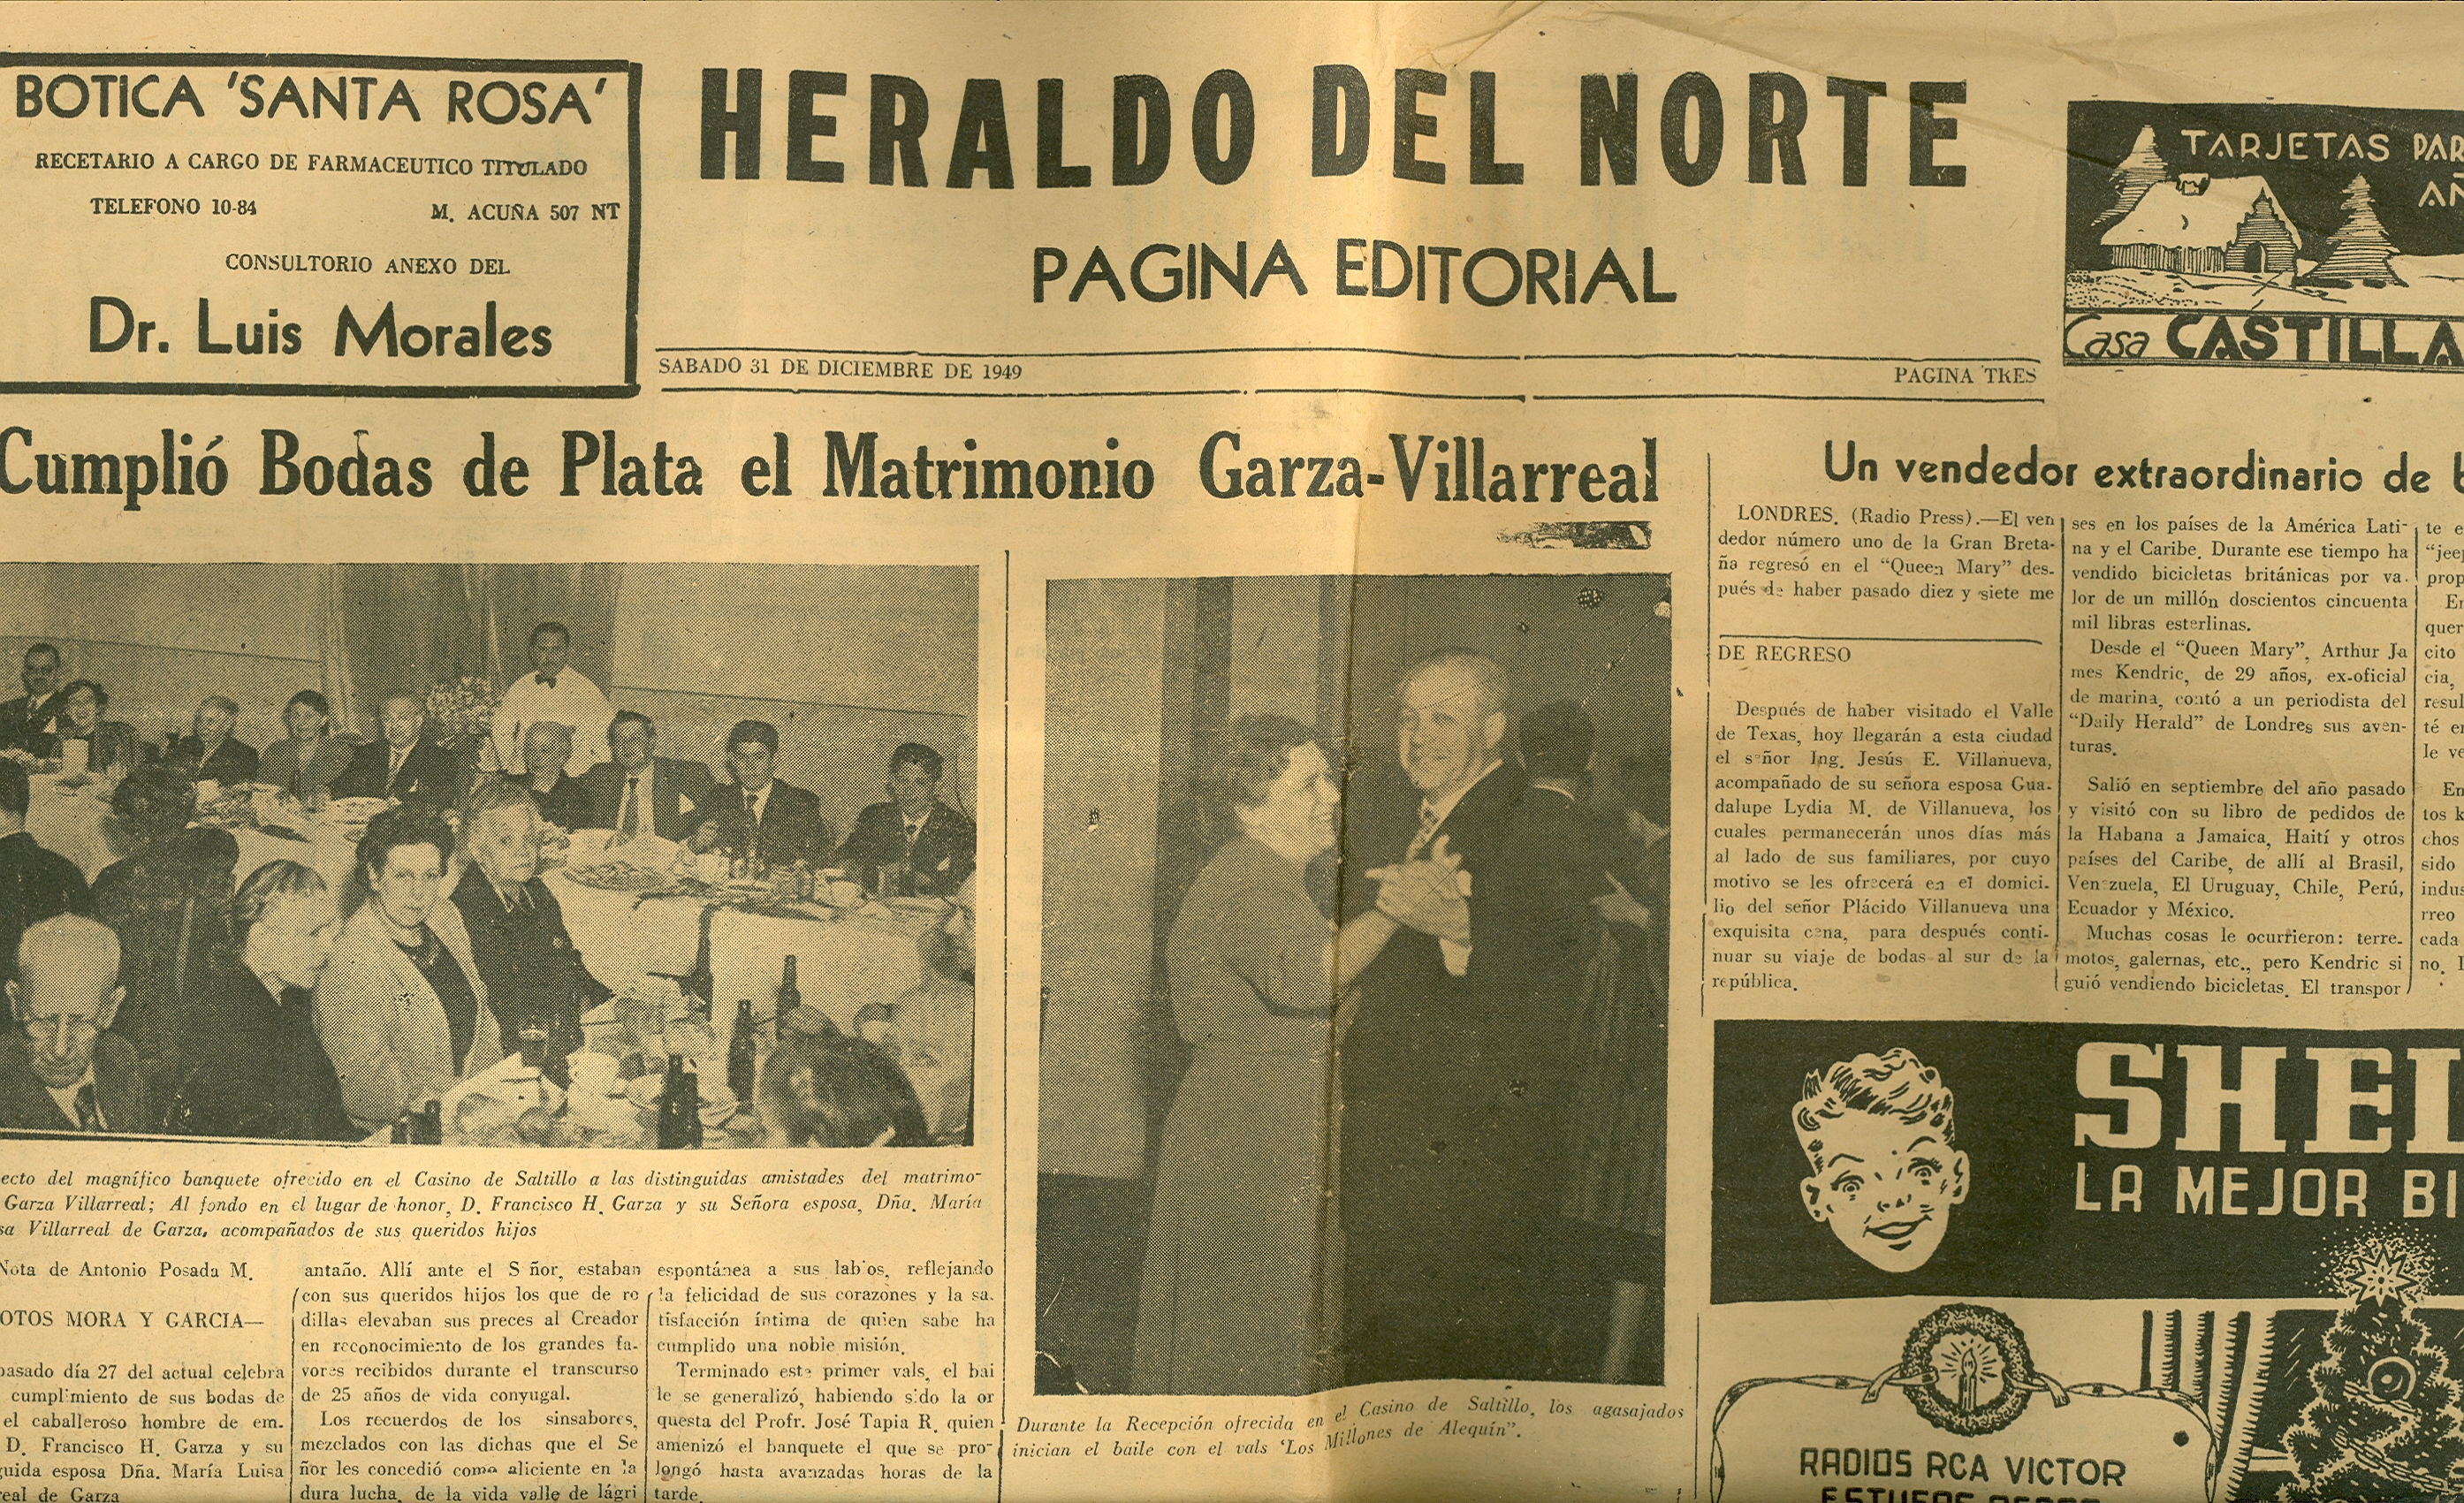 BOTICA 'SANTA ROSA'
RECETARIO A CARGO DE FARMACEUTICO TITULADO
TELEFONO 10-84 M. ACUÑA 507 NT
CONSULTORIO ANEXO DEL
Dr. Luis Morales
HERALDO DEL NORTE
PAGINA EDITORIAL
SABADO 31 DE DICIEMBRE DE 1949 PAGINA TRES
TARJETAS PAR
AÑ
Casa CASTILLA
Cumplió Bodas de Plata el Matrimonio Garza-Villarreal
ecto del magnífico banquete ofrecido en el Casino de Saltillo a las distinguidas amistades del matrimo-
Garza Villarreal; Al fondo en el lugar de honor, D. Francisco H. Garza y su Señora esposa, Dña. María
sa Villarreal de Garza, acompañados de sus queridos hijos
Nota de Antonio Posada M.
OTOS MORA Y GARCIA—
pasado día 27 del actual celebra
cumplimiento de sus bodas de
el caballeroso hombre de em-
D. Francisco H. Garza y su
guida esposa Dña. María Luisa
real de Garza
antaño. Allí ante el S ñor, estaban
con sus queridos hijos los que de ro
dillas elevaban sus preces al Creador
en reconocimiento de los grandes fa-
vores recibidos durante el transcurso
de 25 años de vida conyugal.
Los recuerdos de los sinsabores,
mezclados con las dichas que el Se
ñor les concedió como aliciente en la
dura lucha, de la vida valle de lágri
espontánea a sus labios, reflejando
la felicidad de sus corazones y la sa-
tisfacción íntima de quien sabe ha
cumplido una noble misión.
Terminado este primer vals, el bai
le se generalizó, habiendo sido la or
questa del Profr. José Tapia R. quien
amenizó el banquete el que se pro-
longó hasta avanzadas horas de la
tarde.
Durante la Recepción ofrecida en el Casino de Saltillo, los agasajados
inician el baile con el vals 'Los Millones de Alequín".
Un vendedor extraordinario de b
LONDRES. (Radio Press).—El ven
dedor número uno de la Gran Breta-
ña regresó en el "Queen Mary" des-
pués de haber pasado diez y siete me
DE REGRESO
Después de haber visitado el Valle
de Texas, hoy llegarán a esta ciudad
el señor Ing. Jesús E. Villanueva,
acompañado de su señora esposa Gua-
dalupe Lydia M. de Villanueva, los
cuales permanecerán unos días más
al lado de sus familiares, por cuyo
motivo se les ofrecerá en el domici-
lio del señor Plácido Villanueva una
exquisita cena, para después conti-
nuar su viaje de bodas al sur de la
república.
ses en los países de la América Lati-
na y el Caribe. Durante ese tiempo ha
vendido bicicletas británicas por va-
lor de un millón doscientos cincuenta
mil libras esterlinas.
Desde el "Queen Mary", Arthur Ja
mes Kendric, de 29 años, ex-oficial
de marina, contó a un periodista del
"Daily Herald" de Londres sus aven-
turas.
Salió en septiembre del año pasado
y visitó con su libro de pedidos de
la Habana a Jamaica, Haití y otros
países del Caribe, de allí al Brasil,
Venezuela, El Uruguay, Chile, Perú,
Ecuador y México.
Muchas cosas le ocurrieron: terre-
motos, galernas, etc., pero Kendric si
guió vendiendo bicicletas. El transpor
te e
"jeep
prop
En
quer
cito
cia,
resul
té en
le ve
En
tos k
chos
sido
indus
rreo
cada
no. I
SHEL
LA MEJOR BI
RADIOS RCA VICTOR